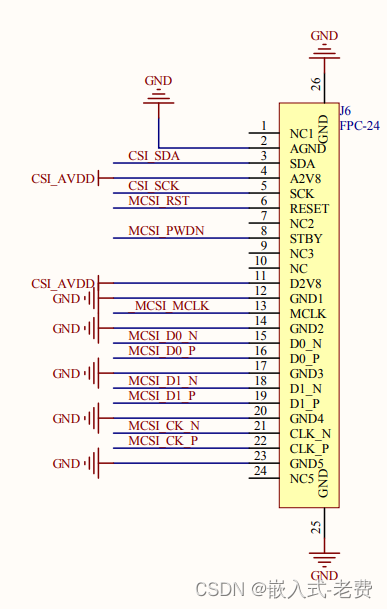 GND
26
GND
J6
FPC-24
GND
1 NC1
2 AGND
CSI_SDA 3 SDA
CSI_AVDD 4 A2V8
CSI_SCK 5 SCK
MCSI_RST 6 RESET
7 NC2
MCSI_PWDN 8 STBY
9 NC3
10 NC
CSI_AVDD 11 D2V8
GND 12 GND1
MCSI_MCLK 13 MCLK
GND 14 GND2
MCSI_D0_N 15 D0_N
MCSI_D0_P 16 D0_P
GND 17 GND3
MCSI_D1_N 18 D1_N
MCSI_D1_P 19 D1_P
GND 20 GND4
MCSI_CK_N 21 CLK_N
MCSI_CK_P 22 CLK_P
GND 23 GND5
24 NC5
GND
25
GND
CSDN @嵌入式-老费